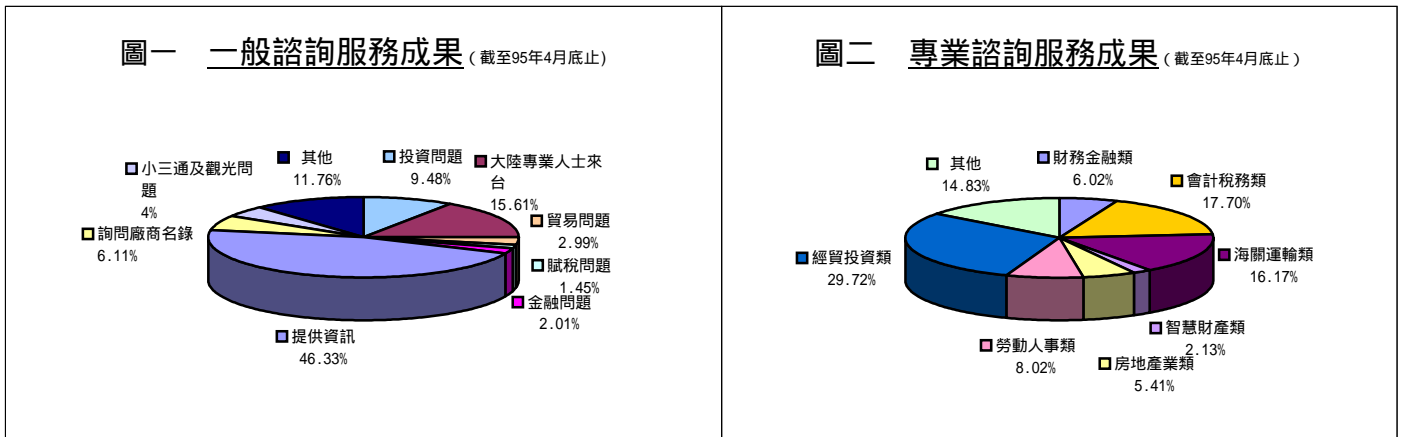 圖一 一般諮詢服務成果(截至95年4月底止)
其他
11.76%
投資問題
9.48%
大陸專業人士來
台
15.61%
貿易問題
2.99%
賦稅問題
1.45%
金融問題
2.01%
提供資訊
46.33%
詢問廠商名錄
6.11%
小三通及觀光問
題
4%
圖二 專業諮詢服務成果(截至95年4月底止)
其他
14.83%
財務金融類
6.02%
會計稅務類
17.70%
海關運輸類
16.17%
智慧財產類
2.13%
房地產業類
5.41%
勞動人事類
8.02%
經貿投資類
29.72%